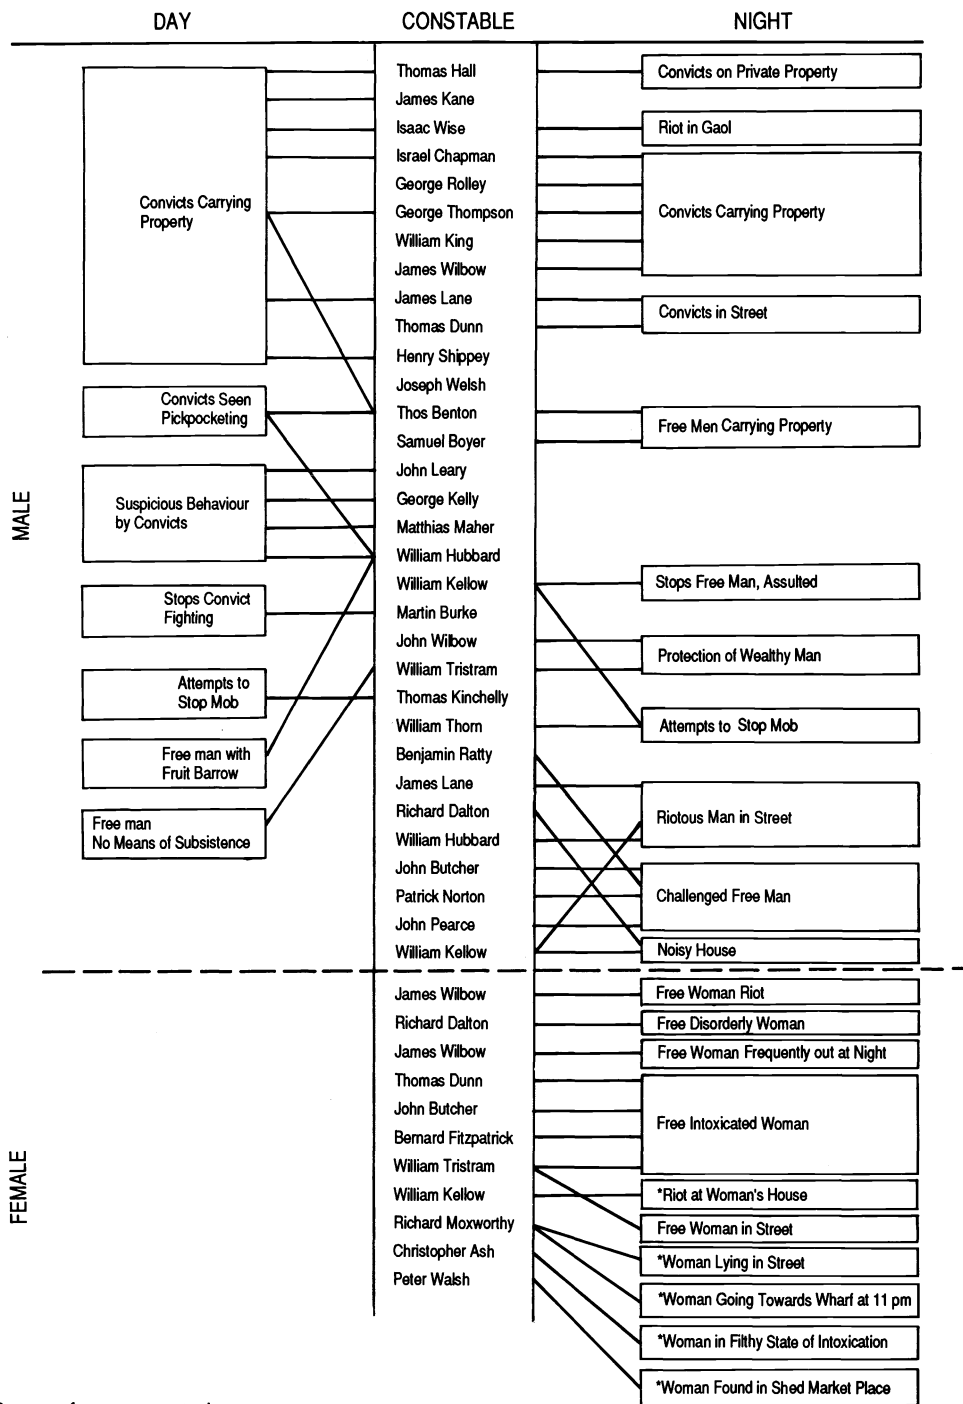 DAY CONSTABLE NIGHT
MALE
Convicts Carrying
Property
Convicts Seen
Pickpocketing
Suspicious Behaviour
by Convicts
Stops Convict
Fighting
Attempts to
Stop Mob
Free man with
Fruit Barrow
Free man
No Means of Subsistence
Thomas Hall
James Kane
Isaac Wise
Israel Chapman
George Rolley
George Thompson
William King
James Wilbow
James Lane
Thomas Dunn
Henry Shippey
Joseph Welsh
Thos Benton
Samuel Boyer
John Leary
George Kelly
Matthias Maher
William Hubbard
William Kellow
Martin Burke
John Wilbow
William Tristram
Thomas Kinchelly
William Thorn
Benjamin Ratty
James Lane
Richard Dalton
William Hubbard
John Butcher
Patrick Norton
John Pearce
William Kellow
Convicts on Private Property
Riot in Gaol
Convicts Carrying Property
Convicts in Street
Free Men Carrying Property
Stops Free Man, Assulted
Protection of Wealthy Man
Attempts to Stop Mob
Riotous Man in Street
Challenged Free Man
Noisy House
FEMALE
James Wilbow
Richard Dalton
James Wilbow
Thomas Dunn
John Butcher
Bernard Fitzpatrick
William Tristram
William Kellow
Richard Moxworthy
Christopher Ash
Peter Walsh
Free Woman Riot
Free Disorderly Woman
Free Woman Frequently out at Night
Free Intoxicated Woman
*Riot at Woman's House
Free Woman in Street
*Woman Lying in Street
*Woman Going Towards Wharf at 11 pm
*Woman in Filthy State of Intoxication
*Woman Found in Shed Market Place